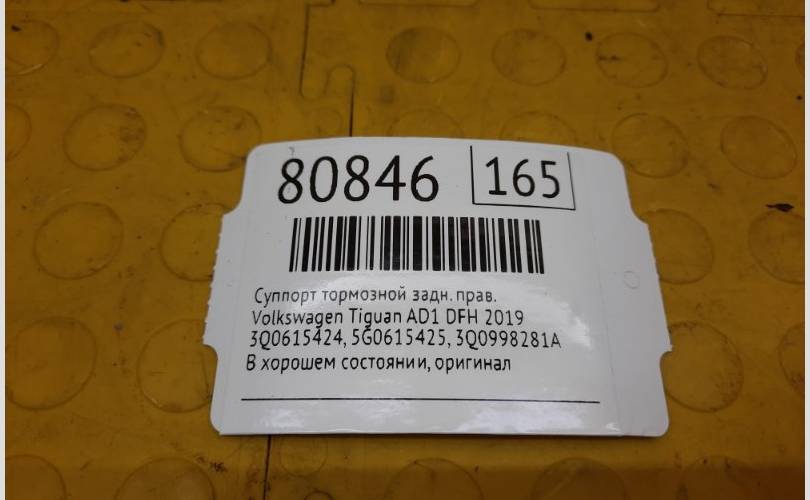 80846 165
Суппорт тормозной задн. прав.
Volkswagen Tiguan AD1 DFH 2019
3Q0615424, 5G0615425, 3Q0998281A
В хорошем состоянии, оригинал